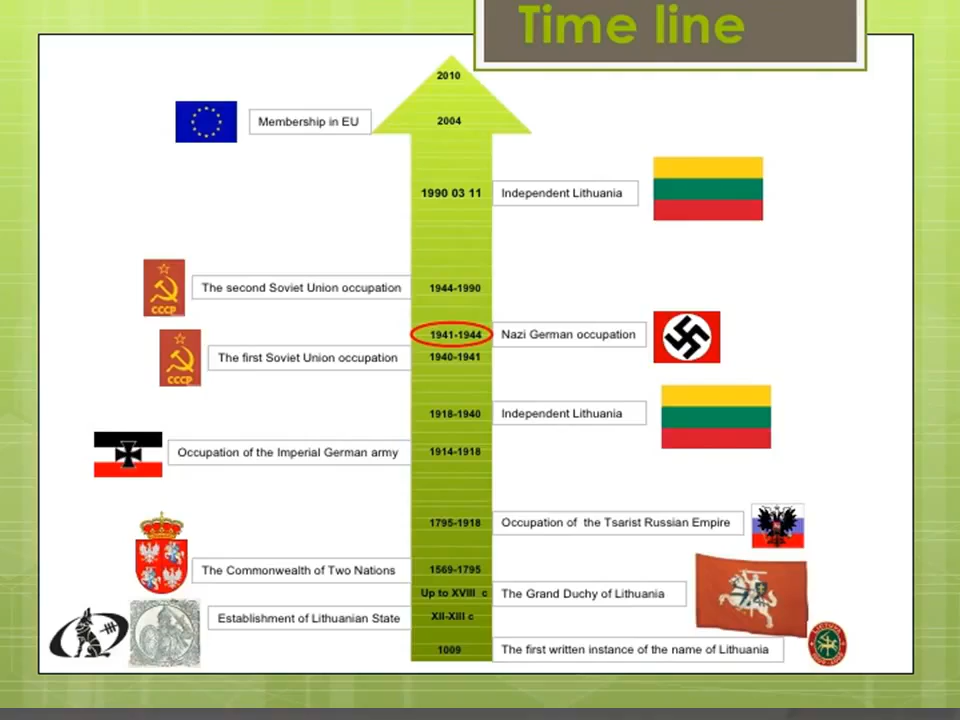 Time line
2010
Membership in EU
2004
1990 03 11
Independent Lithuania
The second Soviet Union occupation
1944-1990
CCCP
1941-1944
Nazi German occupation
The first Soviet Union occupation
1940-1941
CCCP
1918-1940
Independent Lithuania
Occupation of the Imperial German army
1914-1918
1795-1918
Occupation of the Tsarist Russian Empire
The Commonwealth of Two Nations
1569-1795
Up to XVIII c
The Grand Duchy of Lithuania
Establishment of Lithuanian State
XII-XIII c
1009
The first written instance of the name of Lithuania